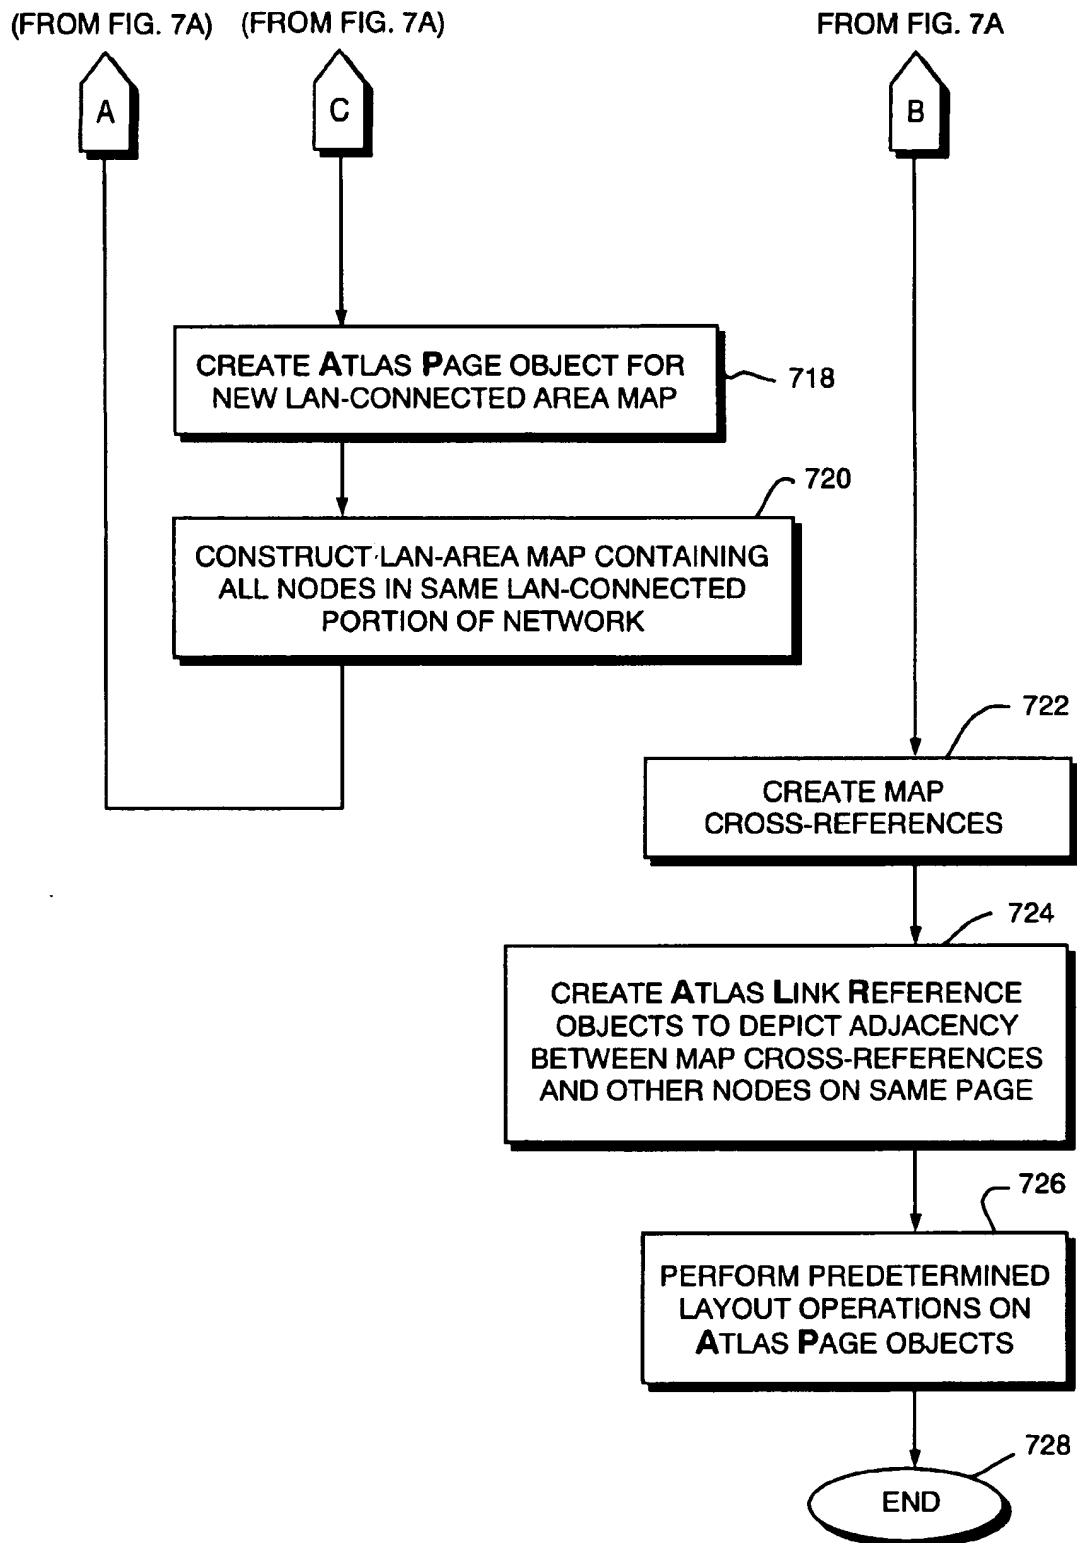 (FROM FIG. 7A) (FROM FIG. 7A) FROM FIG. 7A
A C B
CREATE ATLAS PAGE OBJECT FOR
NEW LAN-CONNECTED AREA MAP
718
720
CONSTRUCT LAN-AREA MAP CONTAINING
ALL NODES IN SAME LAN-CONNECTED
PORTION OF NETWORK
722
CREATE MAP
CROSS-REFERENCES
724
CREATE ATLAS LINK REFERENCE
OBJECTS TO DEPICT ADJACENCY
BETWEEN MAP CROSS-REFERENCES
AND OTHER NODES ON SAME PAGE
726
PERFORM PREDETERMINED
LAYOUT OPERATIONS ON
ATLAS PAGE OBJECTS
728
END